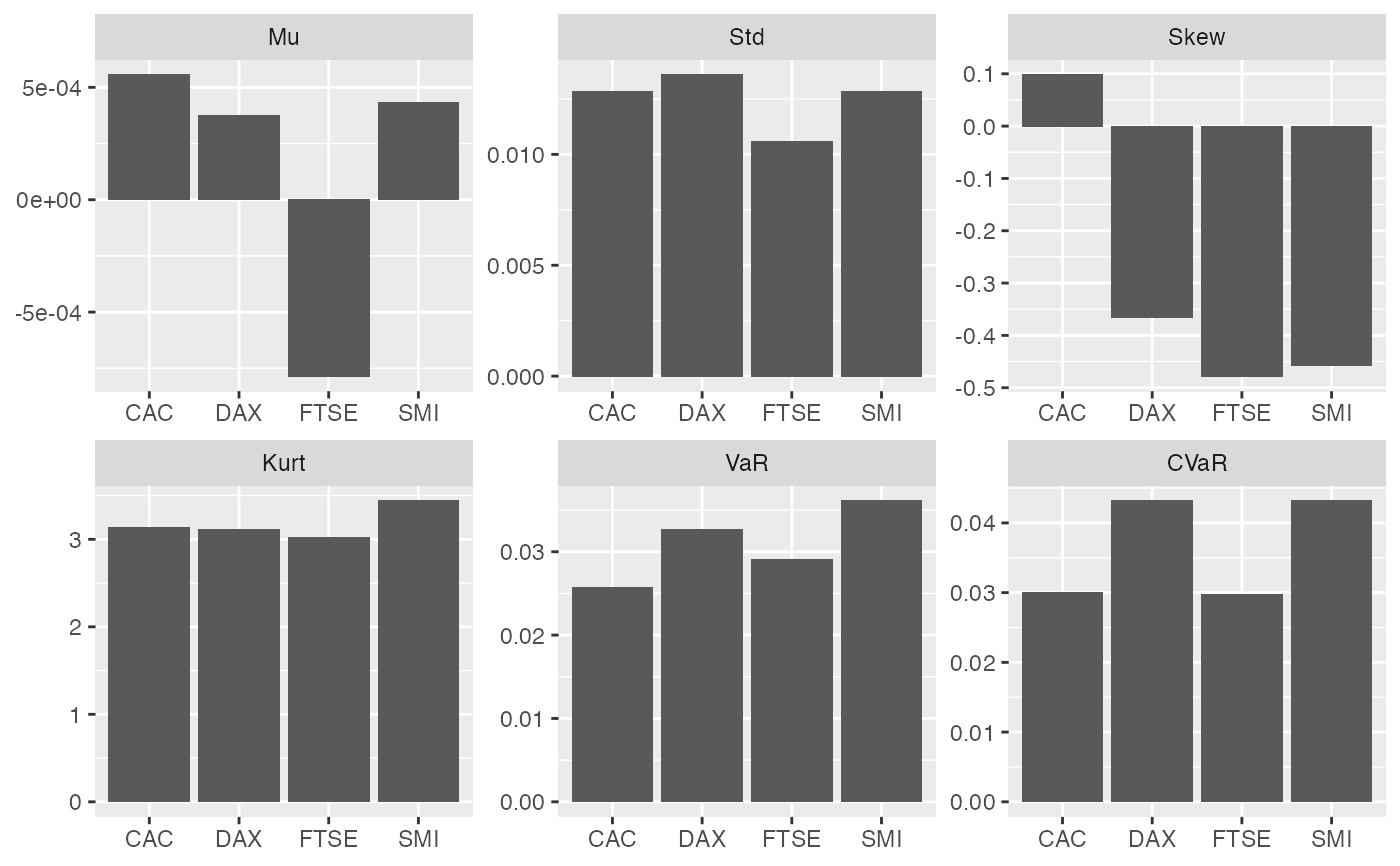 Mu
5e-04
0e+00
-5e-04
CAC DAX FTSE SMI
Std
0.010
0.005
0.000
CAC DAX FTSE SMI
Skew
0.1
0.0
-0.1
-0.2
-0.3
-0.4
-0.5
CAC DAX FTSE SMI
Kurt
3
2
1
0
CAC DAX FTSE SMI
VaR
0.03
0.02
0.01
0.00
CAC DAX FTSE SMI
CVaR
0.04
0.03
0.02
0.01
0.00
CAC DAX FTSE SMI